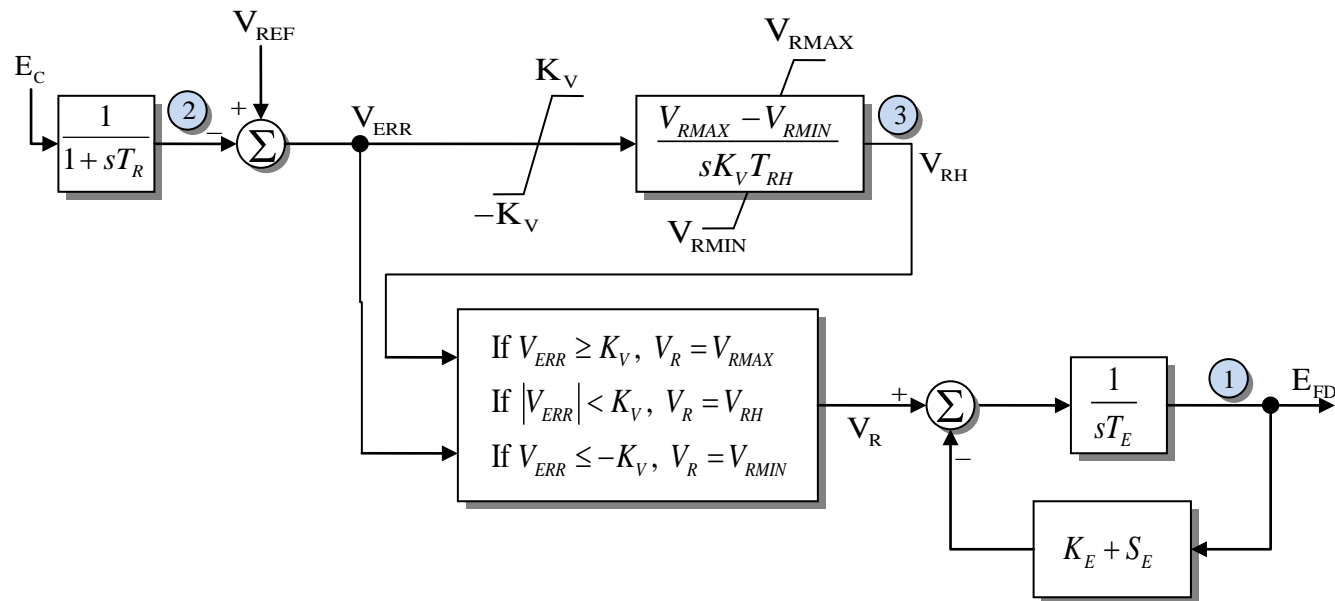 V_REF
E_C
1
1 + sT_R
2
+
−
Σ
V_ERR
K_V
−K_V
V_RMAX
V_RMAX − V_RMIN
sK_V T_RH
V_RMIN
3
V_RH
If V_ERR ≥ K_V, V_R = V_RMAX
If |V_ERR| < K_V, V_R = V_RH
If V_ERR ≤ −K_V, V_R = V_RMIN
V_R
+
−
Σ
1
sT_E
1
E_FD
K_E + S_E